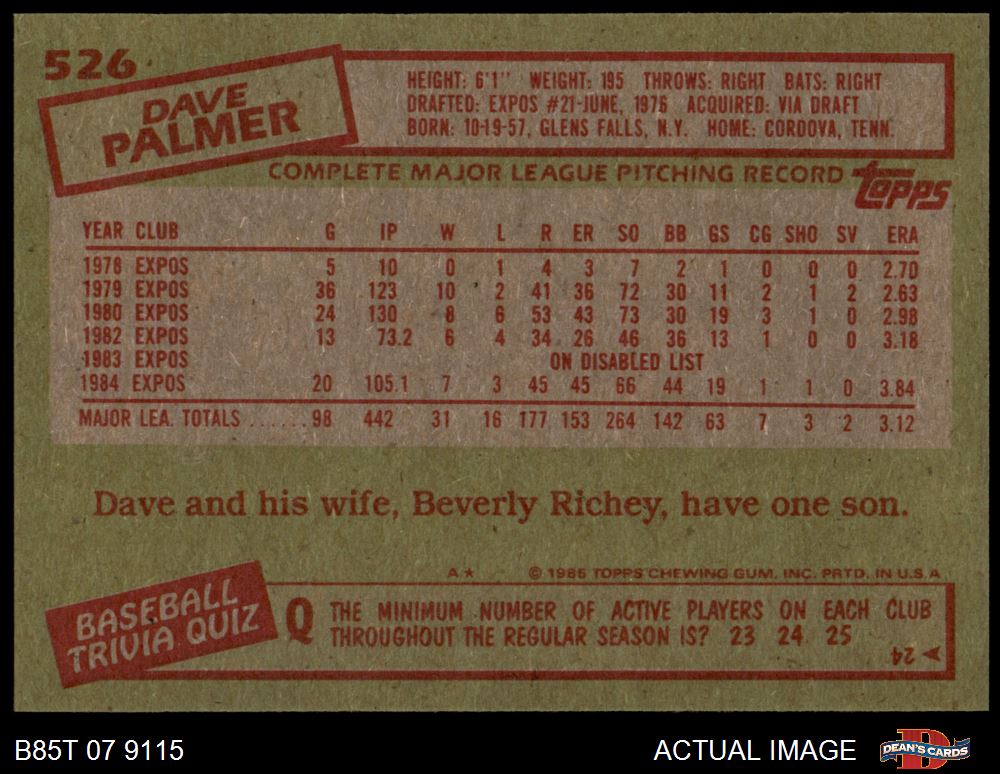 526
DAVE
PALMER
HEIGHT: 6'1" WEIGHT: 195 THROWS: RIGHT BATS: RIGHT
DRAFTED: EXPOS #21-JUNE, 1976 ACQUIRED: VIA DRAFT
BORN: 10-19-57, GLENS FALLS, N.Y. HOME: CORDOVA, TENN.
COMPLETE MAJOR LEAGUE PITCHING RECORD topps
YEAR CLUB G IP W L R ER SO BB GS CG SHO SV ERA
1978 EXPOS 5 10 0 1 4 3 7 2 1 0 0 0 2.70
1979 EXPOS 36 123 10 2 41 36 72 30 11 2 1 2 2.63
1980 EXPOS 24 130 8 6 53 43 73 30 19 3 1 0 2.98
1982 EXPOS 13 73.2 6 4 34 26 46 36 13 1 0 0 3.18
1983 EXPOS ON DISABLED LIST
1984 EXPOS 20 105.1 7 3 45 45 66 44 19 1 1 0 3.84
MAJOR LEA. TOTALS ......98 442 31 16 177 153 264 142 63 7 3 2 3.12
Dave and his wife, Beverly Richey, have one son.
A★ © 1985 TOPPS CHEWING GUM, INC. PRTD. IN U.S.A
BASEBALL
TRIVIA QUIZ
Q THE MINIMUM NUMBER OF ACTIVE PLAYERS ON EACH CLUB
THROUGHOUT THE REGULAR SEASON IS? 23 24 25
24
B85T 07 9115 ACTUAL IMAGE DEAN'S CARDS